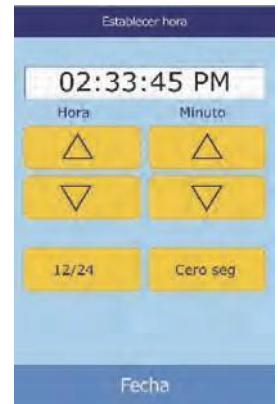 Establecer hora
02:33:45 PM
Hora Minuto
12/24 Cero seg
Fecha